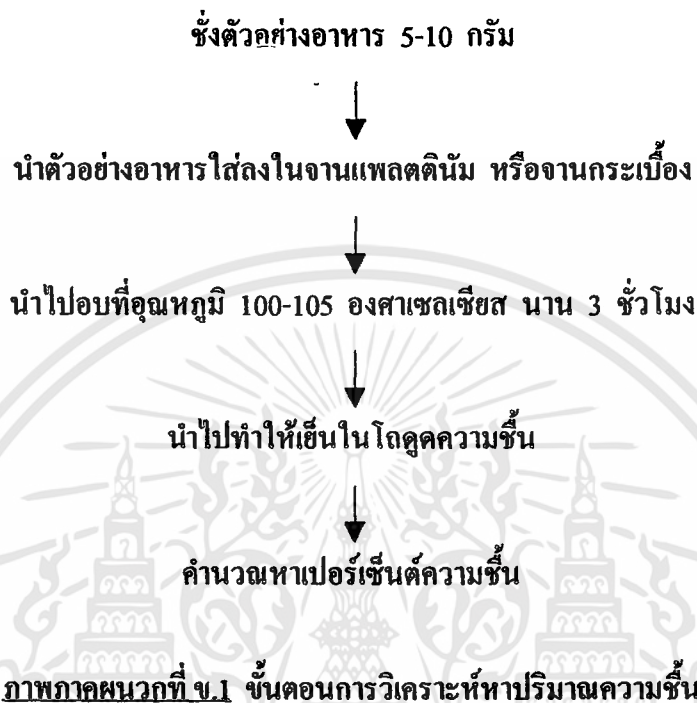 ชั่งตัวอย่างอาหาร 5-10 กรัม
นำตัวอย่างอาหารใส่ลงในจานแพลตตินัม หรือจานกระเบื้อง
นำไปอบที่อุณหภูมิ 100-105 องศาเซลเซียส นาน 3 ชั่วโมง
นำไปทำให้เย็นในโถดูดความชื้น
คำนวณหาเปอร์เซ็นต์ความชื้น
ภาพภาคผนวกที่ ข.1 ขั้นตอนการวิเคราะห์หาปริมาณความชื้น